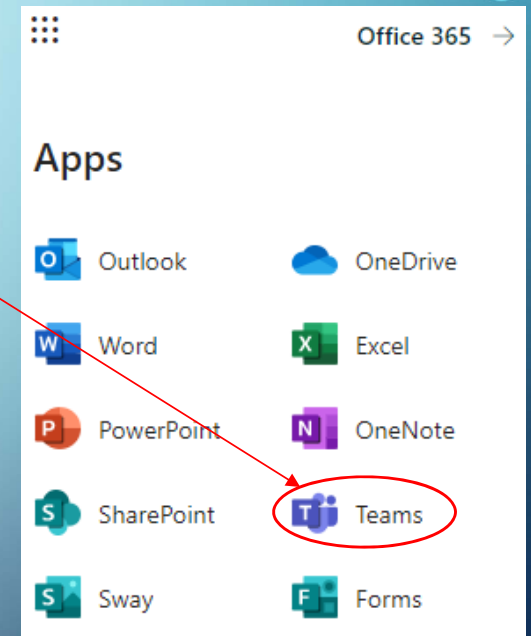 Office 365 →
Apps
Outlook OneDrive
Word Excel
PowerPoint OneNote
SharePoint Teams
Sway Forms